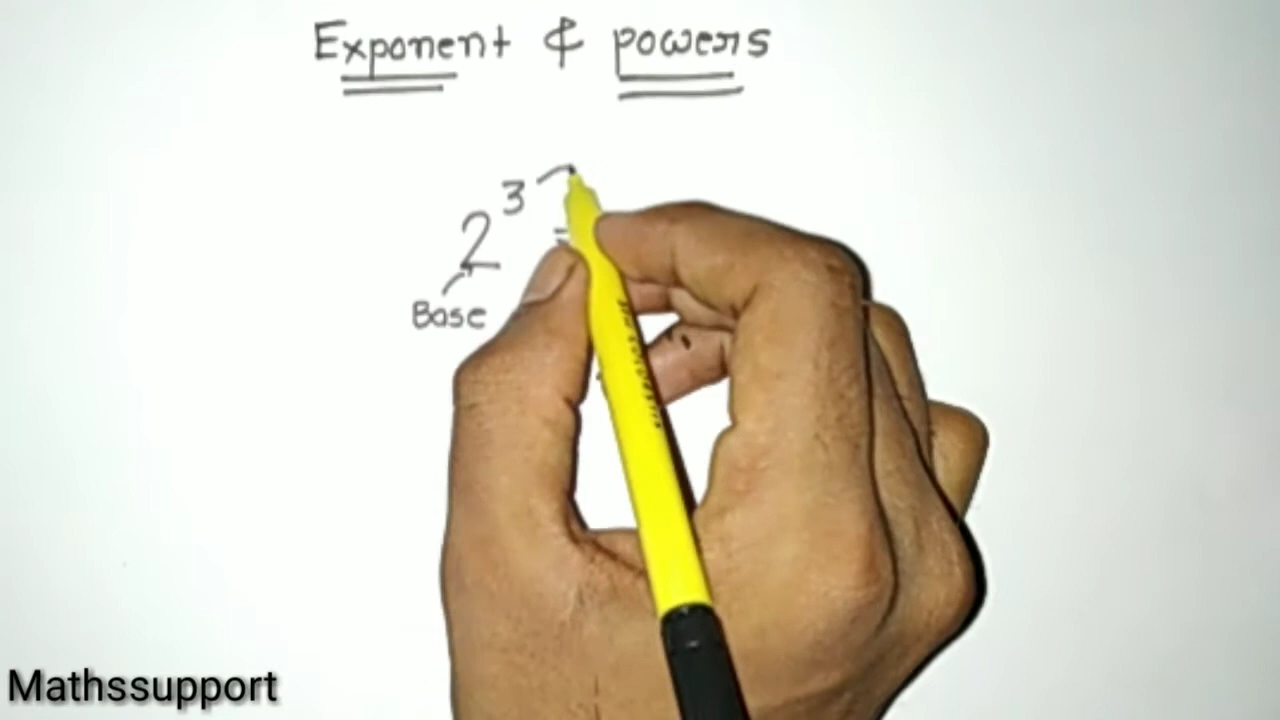 Exponent & powers
2³ =
Base
Mathssupport